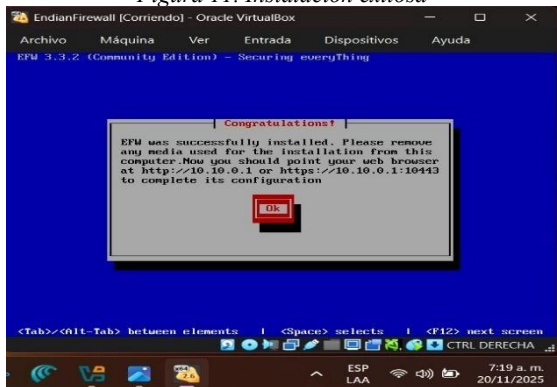 Figura 11. Instalación exitosa
EndianFirewall [Corriendo] - Oracle VirtualBox
Archivo Máquina Ver Entrada Dispositivos Ayuda
EFW 3.3.2 (Community Edition) - Securing everyThing
Congratulations!
EFW was successfully installed. Please remove
any media used for the installation from this
computer.Now you should point your web browser
at http://10.10.0.1 or https://10.10.0.1:10443
to complete its configuration
Ok
<Tab>/<Alt-Tab> between elements | <Space> selects | <F12> next screen
CTRL DERECHA
ESP
LAA
7:19 a. m.
20/11/2025